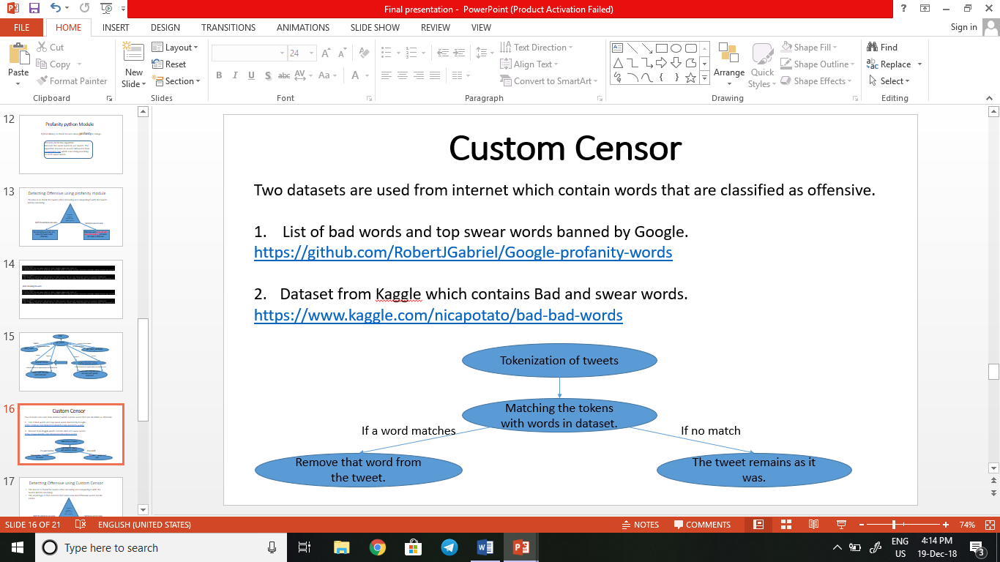 Final presentation - PowerPoint (Product Activation Failed)
?
FILE HOME INSERT DESIGN TRANSITIONS ANIMATIONS SLIDE SHOW REVIEW VIEW Sign in
Paste
Cut
Copy
Format Painter
Clipboard
New Slide
Layout
Reset
Section
Slides
24
B I U S abc AV Aa A
Font
Text Direction
Align Text
Convert to SmartArt
Paragraph
Arrange
Quick Styles
Shape Fill
Shape Outline
Shape Effects
Drawing
Find
Replace
Select
Editing
12
Profanity python Module
13
Detecting Offensive using profanity module
14
15
16
Custom Censor
17
Detecting Offensive using Custom Censor
Custom Censor
Two datasets are used from internet which contain words that are classified as offensive.
1. List of bad words and top swear words banned by Google.
https://github.com/RobertJGabriel/Google-profanity-words
2. Dataset from Kaggle which contains Bad and swear words.
https://www.kaggle.com/nicapotato/bad-bad-words
Tokenization of tweets
Matching the tokens
with words in dataset.
If a word matches
If no match
Remove that word from
the tweet.
The tweet remains as it
was.
SLIDE 16 OF 21 ENGLISH (UNITED STATES) NOTES COMMENTS 74%
Type here to search
ENG
US
4:14 PM
19-Dec-18
3